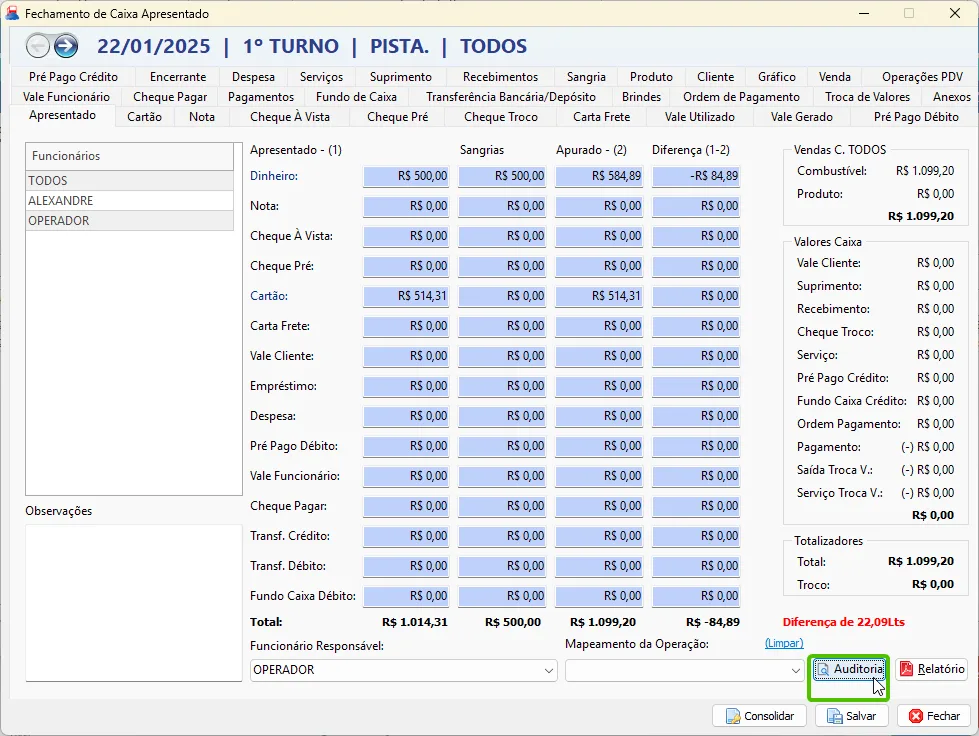 Fechamento de Caixa Apresentado
22/01/2025 | 1º TURNO | PISTA. | TODOS
Pré Pago Crédito Encerrante Despesa Serviços Suprimento Recebimentos Sangria Produto Cliente Gráfico Venda Operações PDV
Vale Funcionário Cheque Pagar Pagamentos Fundo de Caixa Transferência Bancária/Depósito Brindes Ordem de Pagamento Troca de Valores Anexos
Apresentado Cartão Nota Cheque À Vista Cheque Pré Cheque Troco Carta Frete Vale Utilizado Vale Gerado Pré Pago Débito
Funcionários
TODOS
ALEXANDRE
OPERADOR
Observações
Apresentado - (1) Sangrias Apurado - (2) Diferença (1-2)
Dinheiro: R$ 500,00 R$ 500,00 R$ 584,89 -R$ 84,89
Nota: R$ 0,00 R$ 0,00 R$ 0,00 R$ 0,00
Cheque À Vista: R$ 0,00 R$ 0,00 R$ 0,00 R$ 0,00
Cheque Pré: R$ 0,00 R$ 0,00 R$ 0,00 R$ 0,00
Cartão: R$ 514,31 R$ 0,00 R$ 514,31 R$ 0,00
Carta Frete: R$ 0,00 R$ 0,00 R$ 0,00 R$ 0,00
Vale Cliente: R$ 0,00 R$ 0,00 R$ 0,00 R$ 0,00
Empréstimo: R$ 0,00 R$ 0,00 R$ 0,00 R$ 0,00
Despesa: R$ 0,00 R$ 0,00 R$ 0,00 R$ 0,00
Pré Pago Débito: R$ 0,00 R$ 0,00 R$ 0,00 R$ 0,00
Vale Funcionário: R$ 0,00 R$ 0,00 R$ 0,00 R$ 0,00
Cheque Pagar: R$ 0,00 R$ 0,00 R$ 0,00 R$ 0,00
Transf. Crédito: R$ 0,00 R$ 0,00 R$ 0,00 R$ 0,00
Transf. Débito: R$ 0,00 R$ 0,00 R$ 0,00 R$ 0,00
Fundo Caixa Débito: R$ 0,00 R$ 0,00 R$ 0,00 R$ 0,00
Total: R$ 1.014,31 R$ 500,00 R$ 1.099,20 R$ -84,89
Vendas C. TODOS
Combustível: R$ 1.099,20
Produto: R$ 0,00
R$ 1.099,20
Valores Caixa
Vale Cliente: R$ 0,00
Suprimento: R$ 0,00
Recebimento: R$ 0,00
Cheque Troco: R$ 0,00
Serviço: R$ 0,00
Pré Pago Crédito: R$ 0,00
Fundo Caixa Crédito: R$ 0,00
Ordem Pagamento: R$ 0,00
Pagamento: (-) R$ 0,00
Saída Troca V.: (-) R$ 0,00
Serviço Troca V.: (-) R$ 0,00
R$ 0,00
Totalizadores
Total: R$ 1.099,20
Troco: R$ 0,00
Diferença de 22,09Lts
Funcionário Responsável: Mapeamento da Operação: (Limpar)
OPERADOR
Auditoria Relatório
Consolidar Salvar Fechar